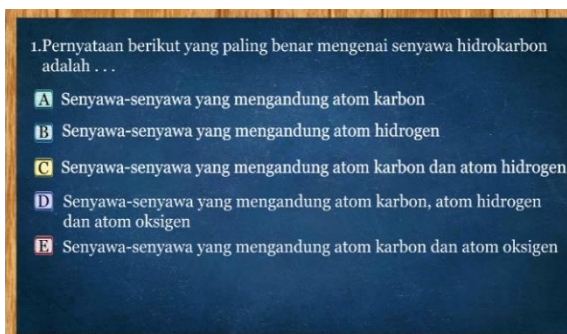 1.Pernyataan berikut yang paling benar mengenai senyawa hidrokarbon
adalah . . .
A Senyawa-senyawa yang mengandung atom karbon
B Senyawa-senyawa yang mengandung atom hidrogen
C Senyawa-senyawa yang mengandung atom karbon dan atom hidrogen
D Senyawa-senyawa yang mengandung atom karbon, atom hidrogen
dan atom oksigen
E Senyawa-senyawa yang mengandung atom karbon dan atom oksigen